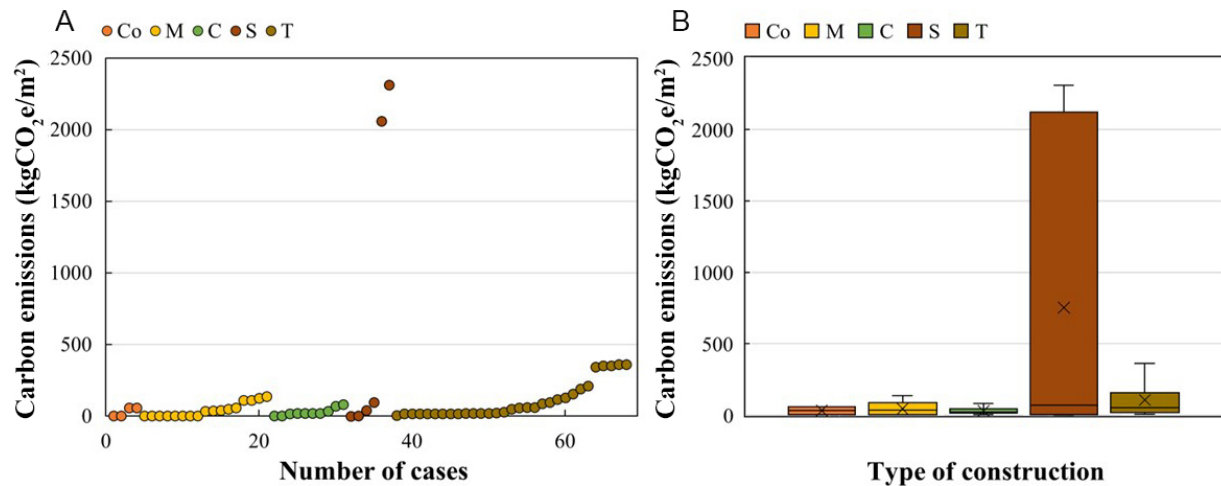 A
Co M C S T
2500
2000
1500
1000
500
0
Carbon emissions (kgCO₂e/m²)
0 20 40 60
Number of cases
B
Co M C S T
2500
2000
1500
1000
500
0
Carbon emissions (kgCO₂e/m²)
Type of construction